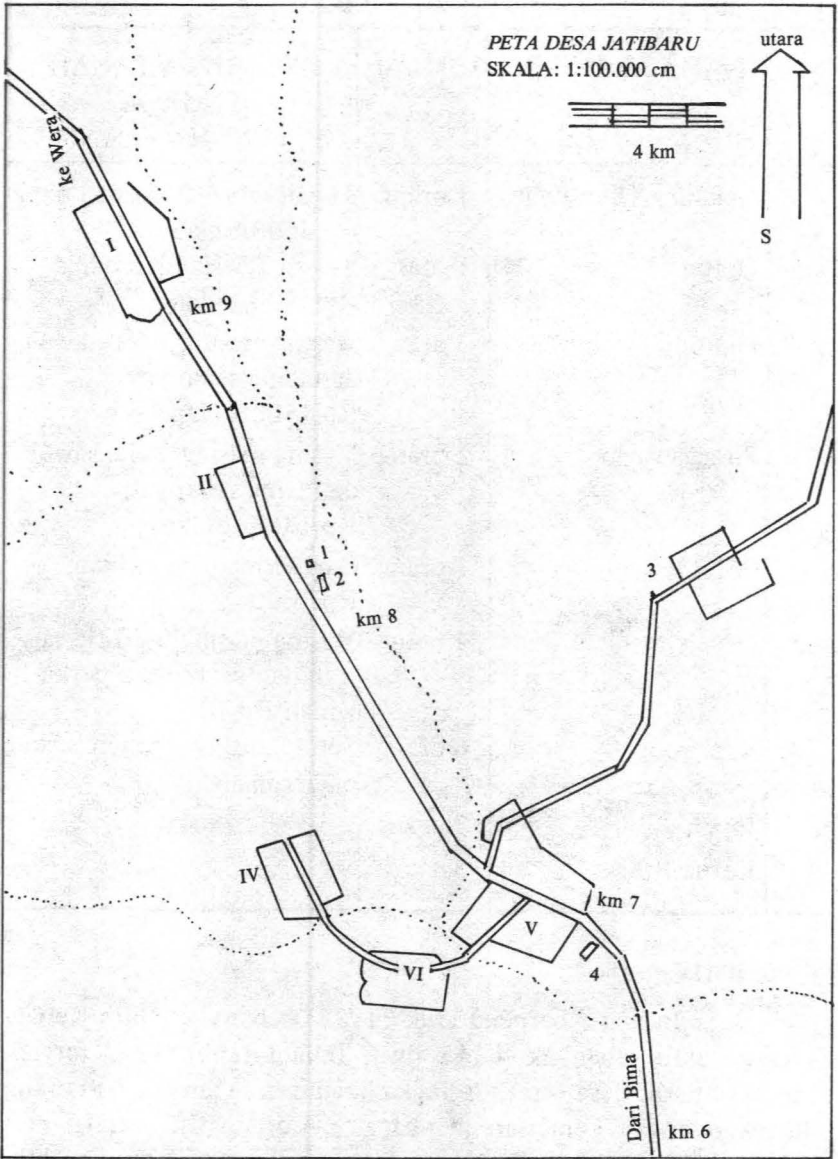 PETA DESA JATIBARU
SKALA: 1:100.000 cm
utara
4 km
S
ke Wera
I
km 9
II
1
2
3
km 8
IV
km 7
V
VI
4
Dari Bima
km 6